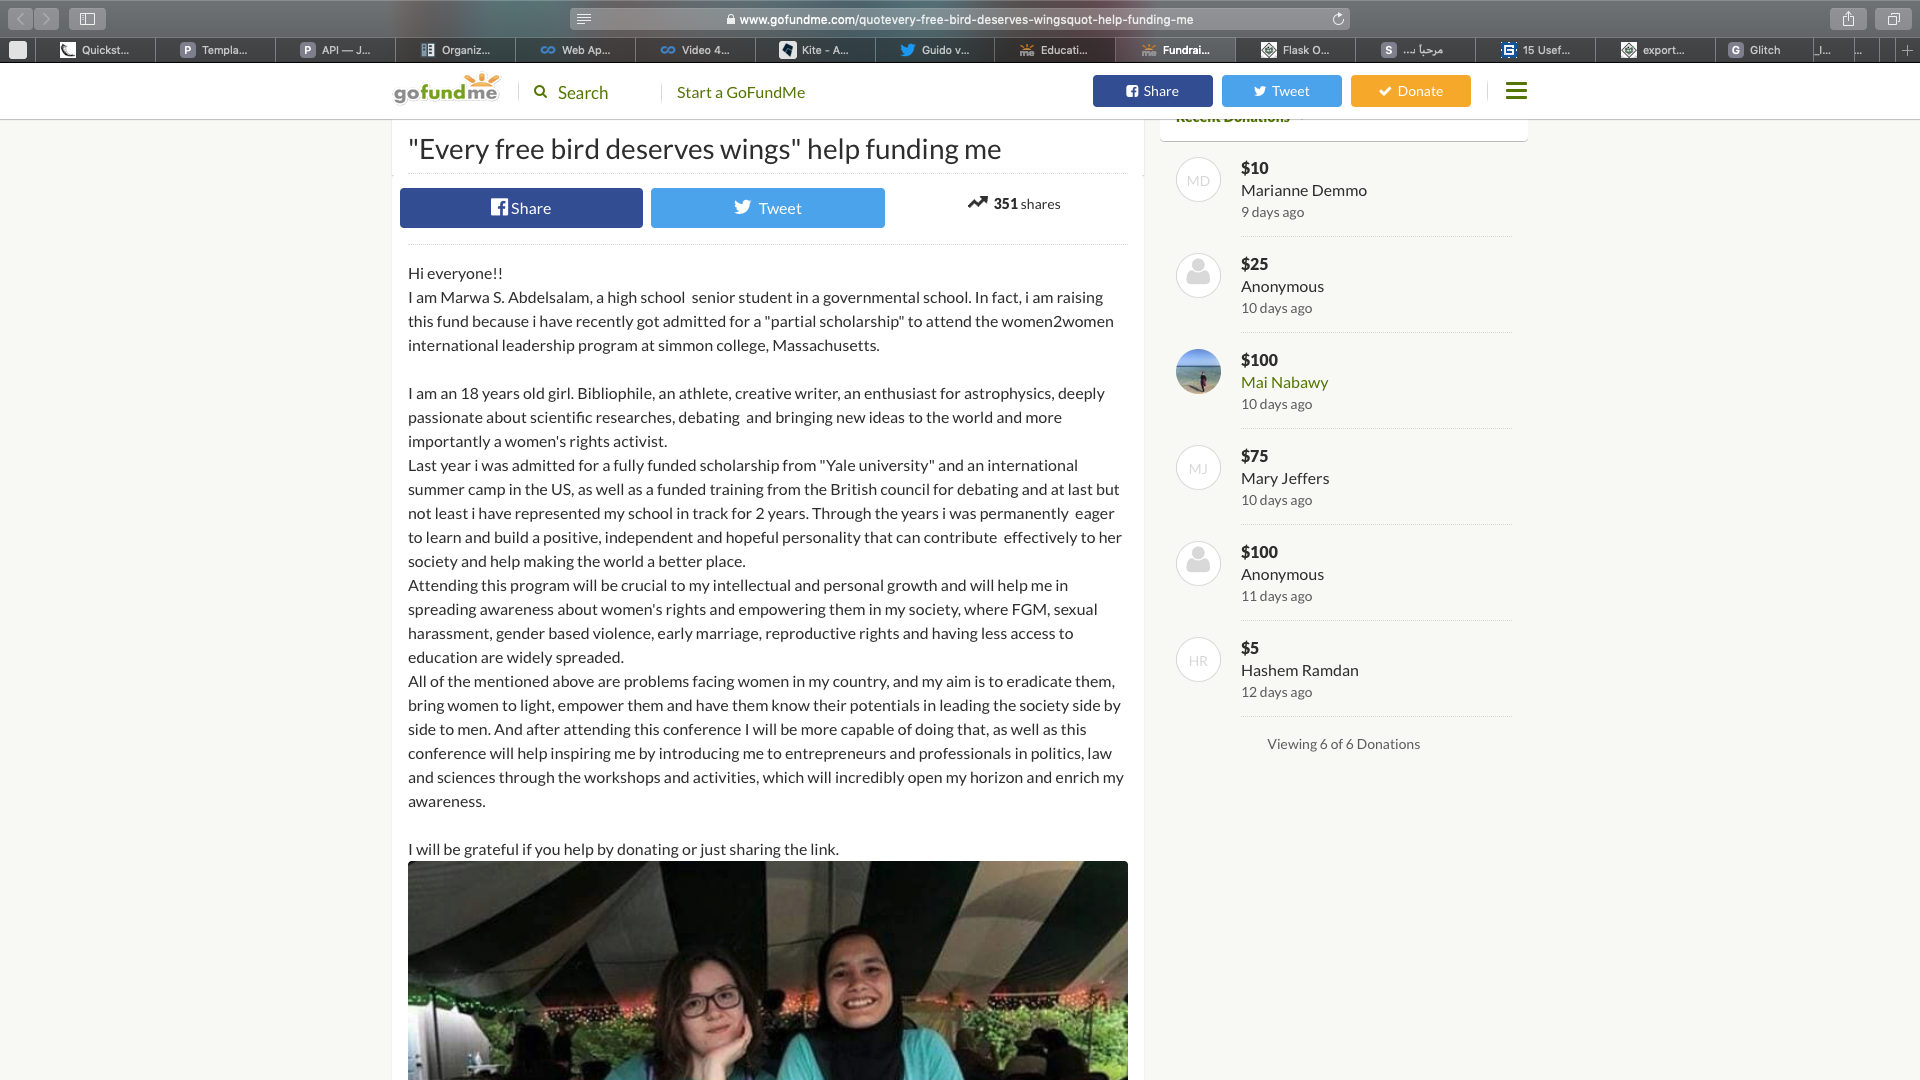 www.gofundme.com/quotevery-free-bird-deserves-wingsquot-help-funding-me
Quickst...
P Templa...
P API — J...
Organiz...
Web Ap...
Video 4...
Kite - A...
Guido v...
me Educati...
me Fundrai...
Flask O...
S مرحباً بـ...
G 15 Usef...
export...
G Glitch
_I...
...
gofundme
Search
Start a GoFundMe
Share
Tweet
Donate
Recent Donations
"Every free bird deserves wings" help funding me
Share
Tweet
351 shares
Hi everyone!!
I am Marwa S. Abdelsalam, a high school  senior student in a governmental school. In fact, i am raising
this fund because i have recently got admitted for a "partial scholarship" to attend the women2women
international leadership program at simmon college, Massachusetts.
I am an 18 years old girl. Bibliophile, an athlete, creative writer, an enthusiast for astrophysics, deeply
passionate about scientific researches, debating  and bringing new ideas to the world and more
importantly a women's rights activist.
Last year i was admitted for a fully funded scholarship from "Yale university" and an international
summer camp in the US, as well as a funded training from the British council for debating and at last but
not least i have represented my school in track for 2 years. Through the years i was permanently  eager
to learn and build a positive, independent and hopeful personality that can contribute  effectively to her
society and help making the world a better place.
Attending this program will be crucial to my intellectual and personal growth and will help me in
spreading awareness about women's rights and empowering them in my society, where FGM, sexual
harassment, gender based violence, early marriage, reproductive rights and having less access to
education are widely spreaded.
All of the mentioned above are problems facing women in my country, and my aim is to eradicate them,
bring women to light, empower them and have them know their potentials in leading the society side by
side to men. And after attending this conference I will be more capable of doing that, as well as this
conference will help inspiring me by introducing me to entrepreneurs and professionals in politics, law
and sciences through the workshops and activities, which will incredibly open my horizon and enrich my
awareness.
I will be grateful if you help by donating or just sharing the link.
MD
$10
Marianne Demmo
9 days ago
$25
Anonymous
10 days ago
$100
Mai Nabawy
10 days ago
MJ
$75
Mary Jeffers
10 days ago
$100
Anonymous
11 days ago
HR
$5
Hashem Ramdan
12 days ago
Viewing 6 of 6 Donations